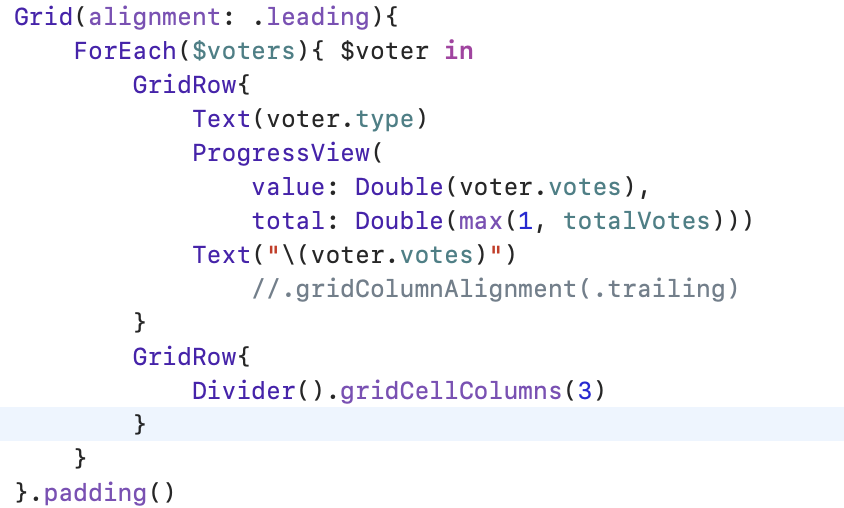 Grid(alignment: .leading){
    ForEach($voters){ $voter in
        GridRow{
            Text(voter.type)
            ProgressView(
                value: Double(voter.votes),
                total: Double(max(1, totalVotes)))
            Text("\(voter.votes)")
                //.gridColumnAlignment(.trailing)
        }
        GridRow{
            Divider().gridCellColumns(3)
        }
    }
}.padding()